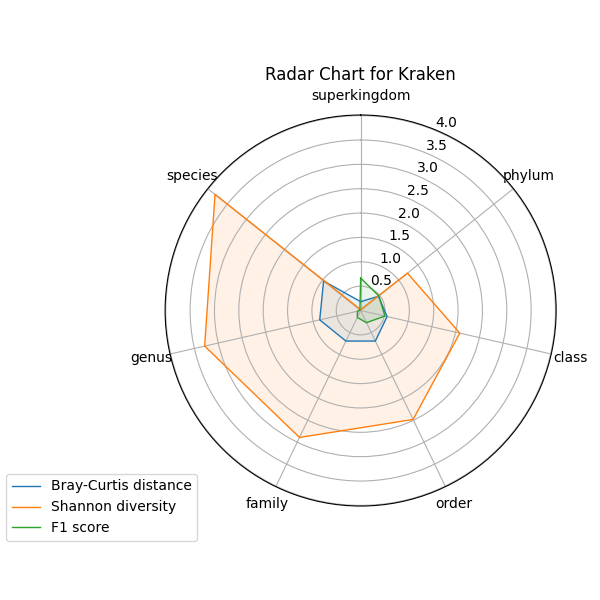 Radar Chart for Kraken
superkingdom
4.0
3.5
3.0
2.5
2.0
1.5
1.0
0.5
species
phylum
genus
class
family
order
Bray-Curtis distance
Shannon diversity
F1 score